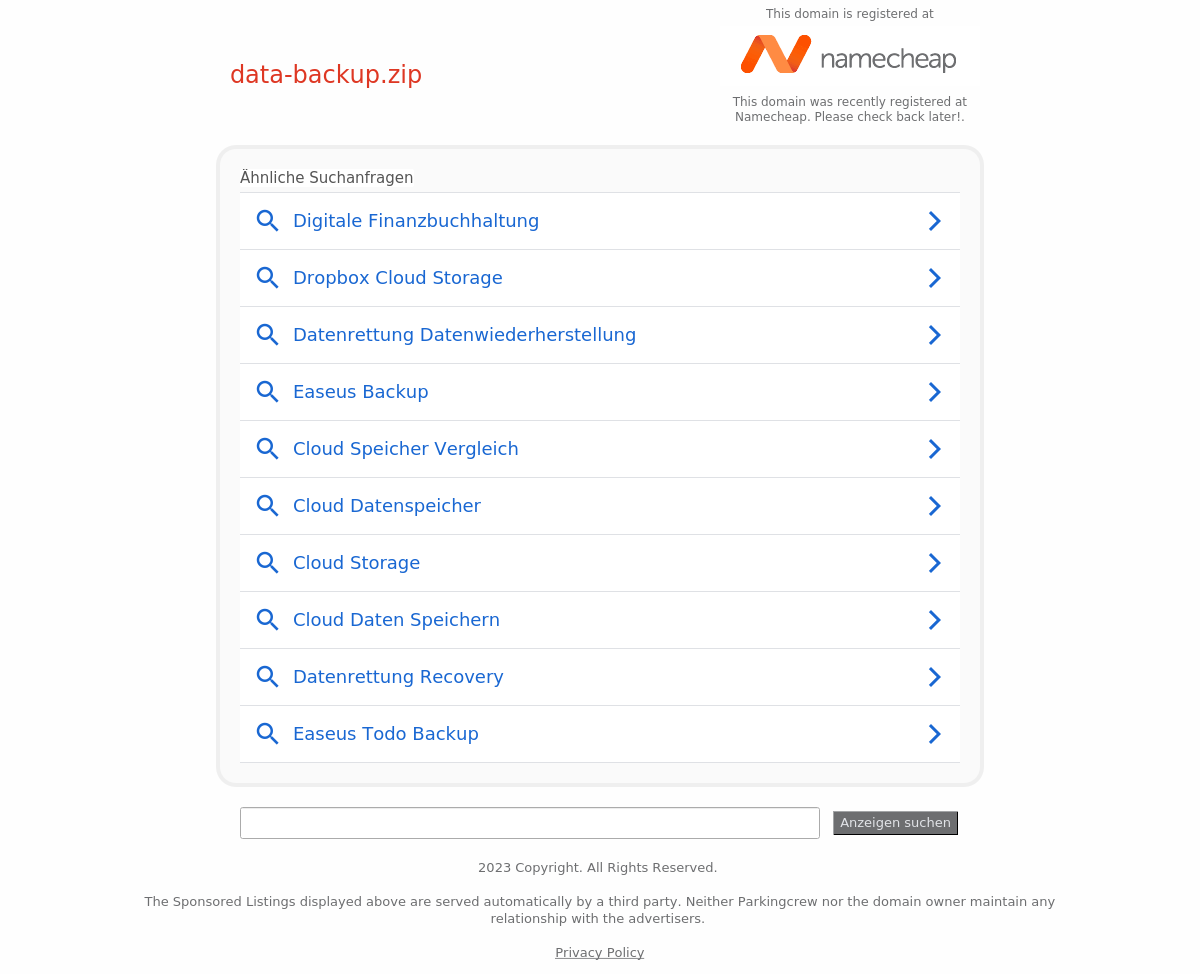 This domain is registered at
namecheap
data-backup.zip
This domain was recently registered at
Namecheap. Please check back later!.
Ähnliche Suchanfragen
Digitale Finanzbuchhaltung
Dropbox Cloud Storage
Datenrettung Datenwiederherstellung
Easeus Backup
Cloud Speicher Vergleich
Cloud Datenspeicher
Cloud Storage
Cloud Daten Speichern
Datenrettung Recovery
Easeus Todo Backup
Anzeigen suchen
2023 Copyright. All Rights Reserved.
The Sponsored Listings displayed above are served automatically by a third party. Neither Parkingcrew nor the domain owner maintain any
relationship with the advertisers.
Privacy Policy